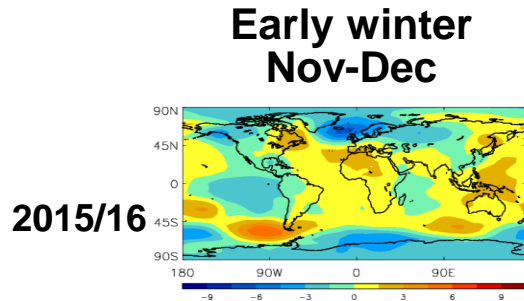 Early winter
Nov-Dec
90N
45N
0
2015/16
45S
90S
180 90W 0 90E
-9 -6 -3 0 3 6 9